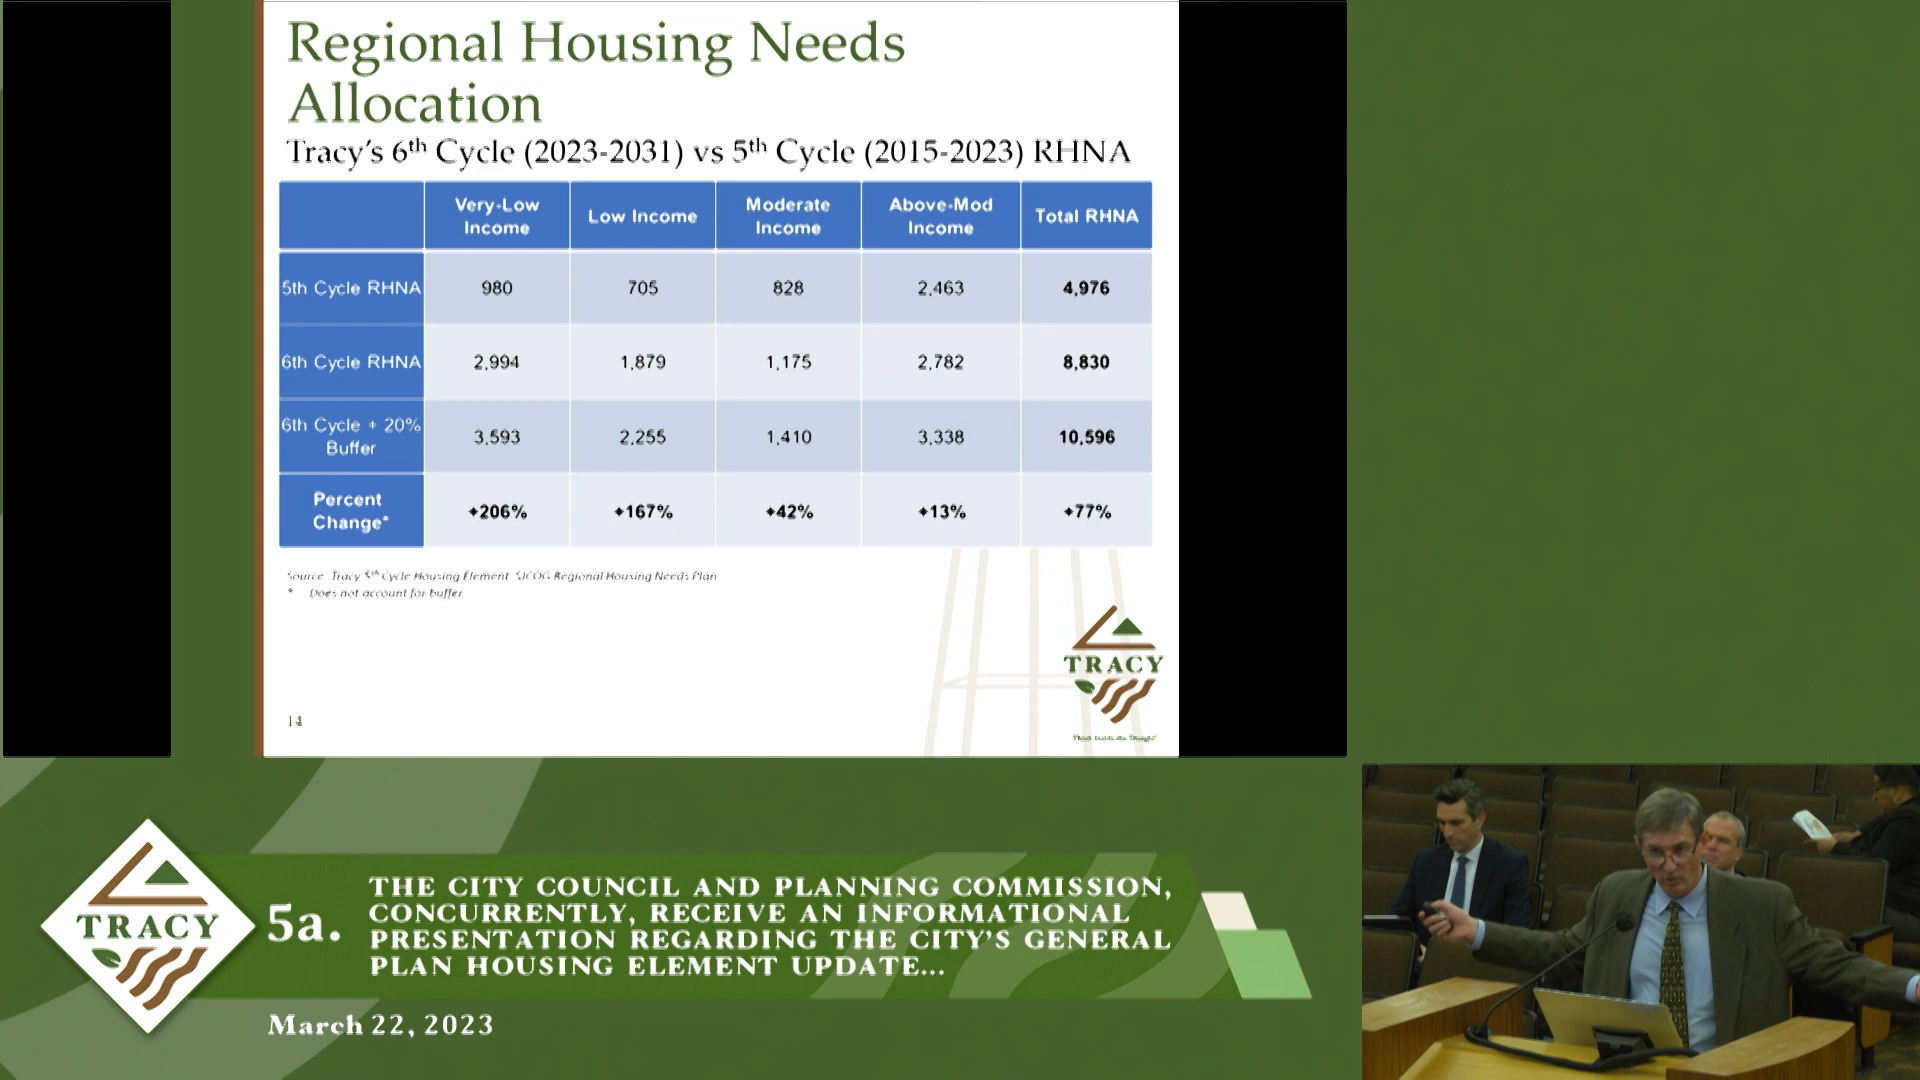 Regional Housing Needs
Allocation
Tracy's 6th Cycle (2023-2031) vs 5th Cycle (2015-2023) RHNA
Very-Low Income Low Income Moderate Income Above-Mod Income Total RHNA
5th Cycle RHNA 980 705 828 2,463 4,976
6th Cycle RHNA 2,994 1,879 1,175 2,782 8,830
6th Cycle + 20% Buffer 3,593 2,255 1,410 3,338 10,596
Percent Change* +206% +167% +42% +13% +77%
Source: Tracy 5th Cycle Housing Element, SJCOG Regional Housing Needs Plan
* Does not account for buffer
TRACY
14
TRACY
5a.
THE CITY COUNCIL AND PLANNING COMMISSION,
CONCURRENTLY, RECEIVE AN INFORMATIONAL
PRESENTATION REGARDING THE CITY'S GENERAL
PLAN HOUSING ELEMENT UPDATE...
March 22, 2023